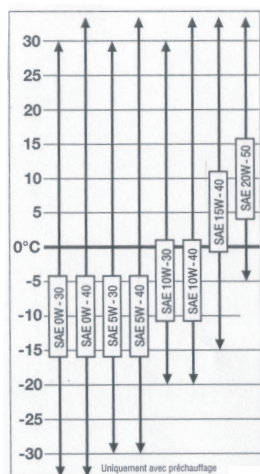 30
25
20
15
10
5
0°C
-5
-10
-15
-20
-25
-30
SAE 0W - 30
SAE 0W - 40
SAE 5W - 30
SAE 5W - 40
SAE 10W - 30
SAE 10W - 40
SAE 15W - 40
SAE 20W - 50
Uniquement avec préchauffage